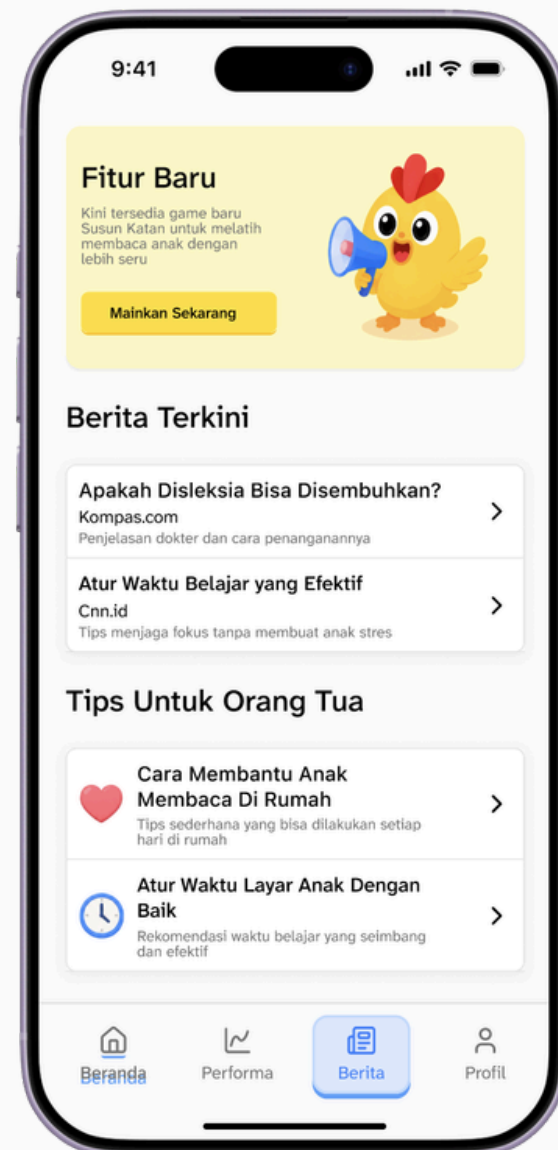 9:41
Fitur Baru
Kini tersedia game baru
Susun Katan untuk melatih
membaca anak dengan
lebih seru
Mainkan Sekarang
Berita Terkini
Apakah Disleksia Bisa Disembuhkan?
Kompas.com
Penjelasan dokter dan cara penanganannya
Atur Waktu Belajar yang Efektif
Cnn.id
Tips menjaga fokus tanpa membuat anak stres
Tips Untuk Orang Tua
Cara Membantu Anak
Membaca Di Rumah
Tips sederhana yang bisa dilakukan setiap
hari di rumah
Atur Waktu Layar Anak Dengan
Baik
Rekomendasi waktu belajar yang seimbang
dan efektif
Beranda
Beranda
Performa
Berita
Profil